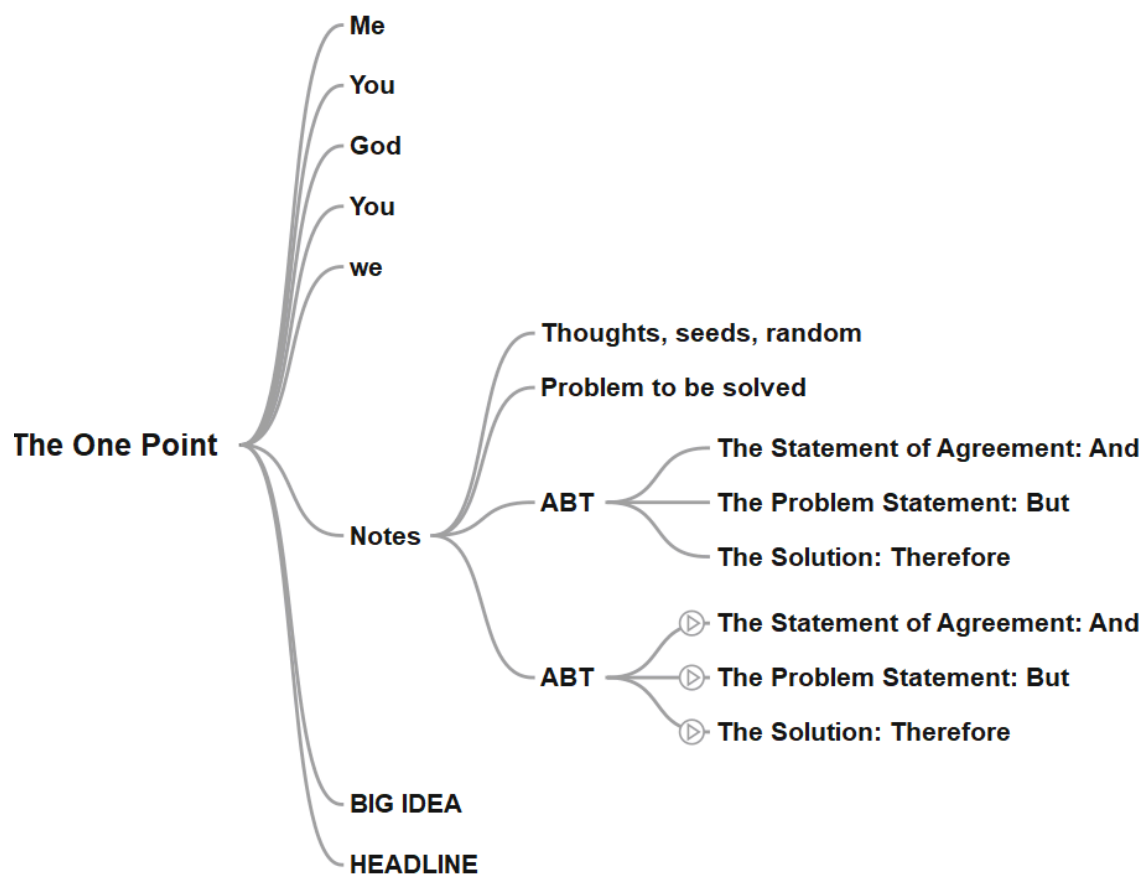 Me
You
God
You
we
Thoughts, seeds, random
Problem to be solved
The One Point
The Statement of Agreement: And
ABT
The Problem Statement: But
Notes
The Solution: Therefore
The Statement of Agreement: And
ABT
The Problem Statement: But
The Solution: Therefore
BIG IDEA
HEADLINE